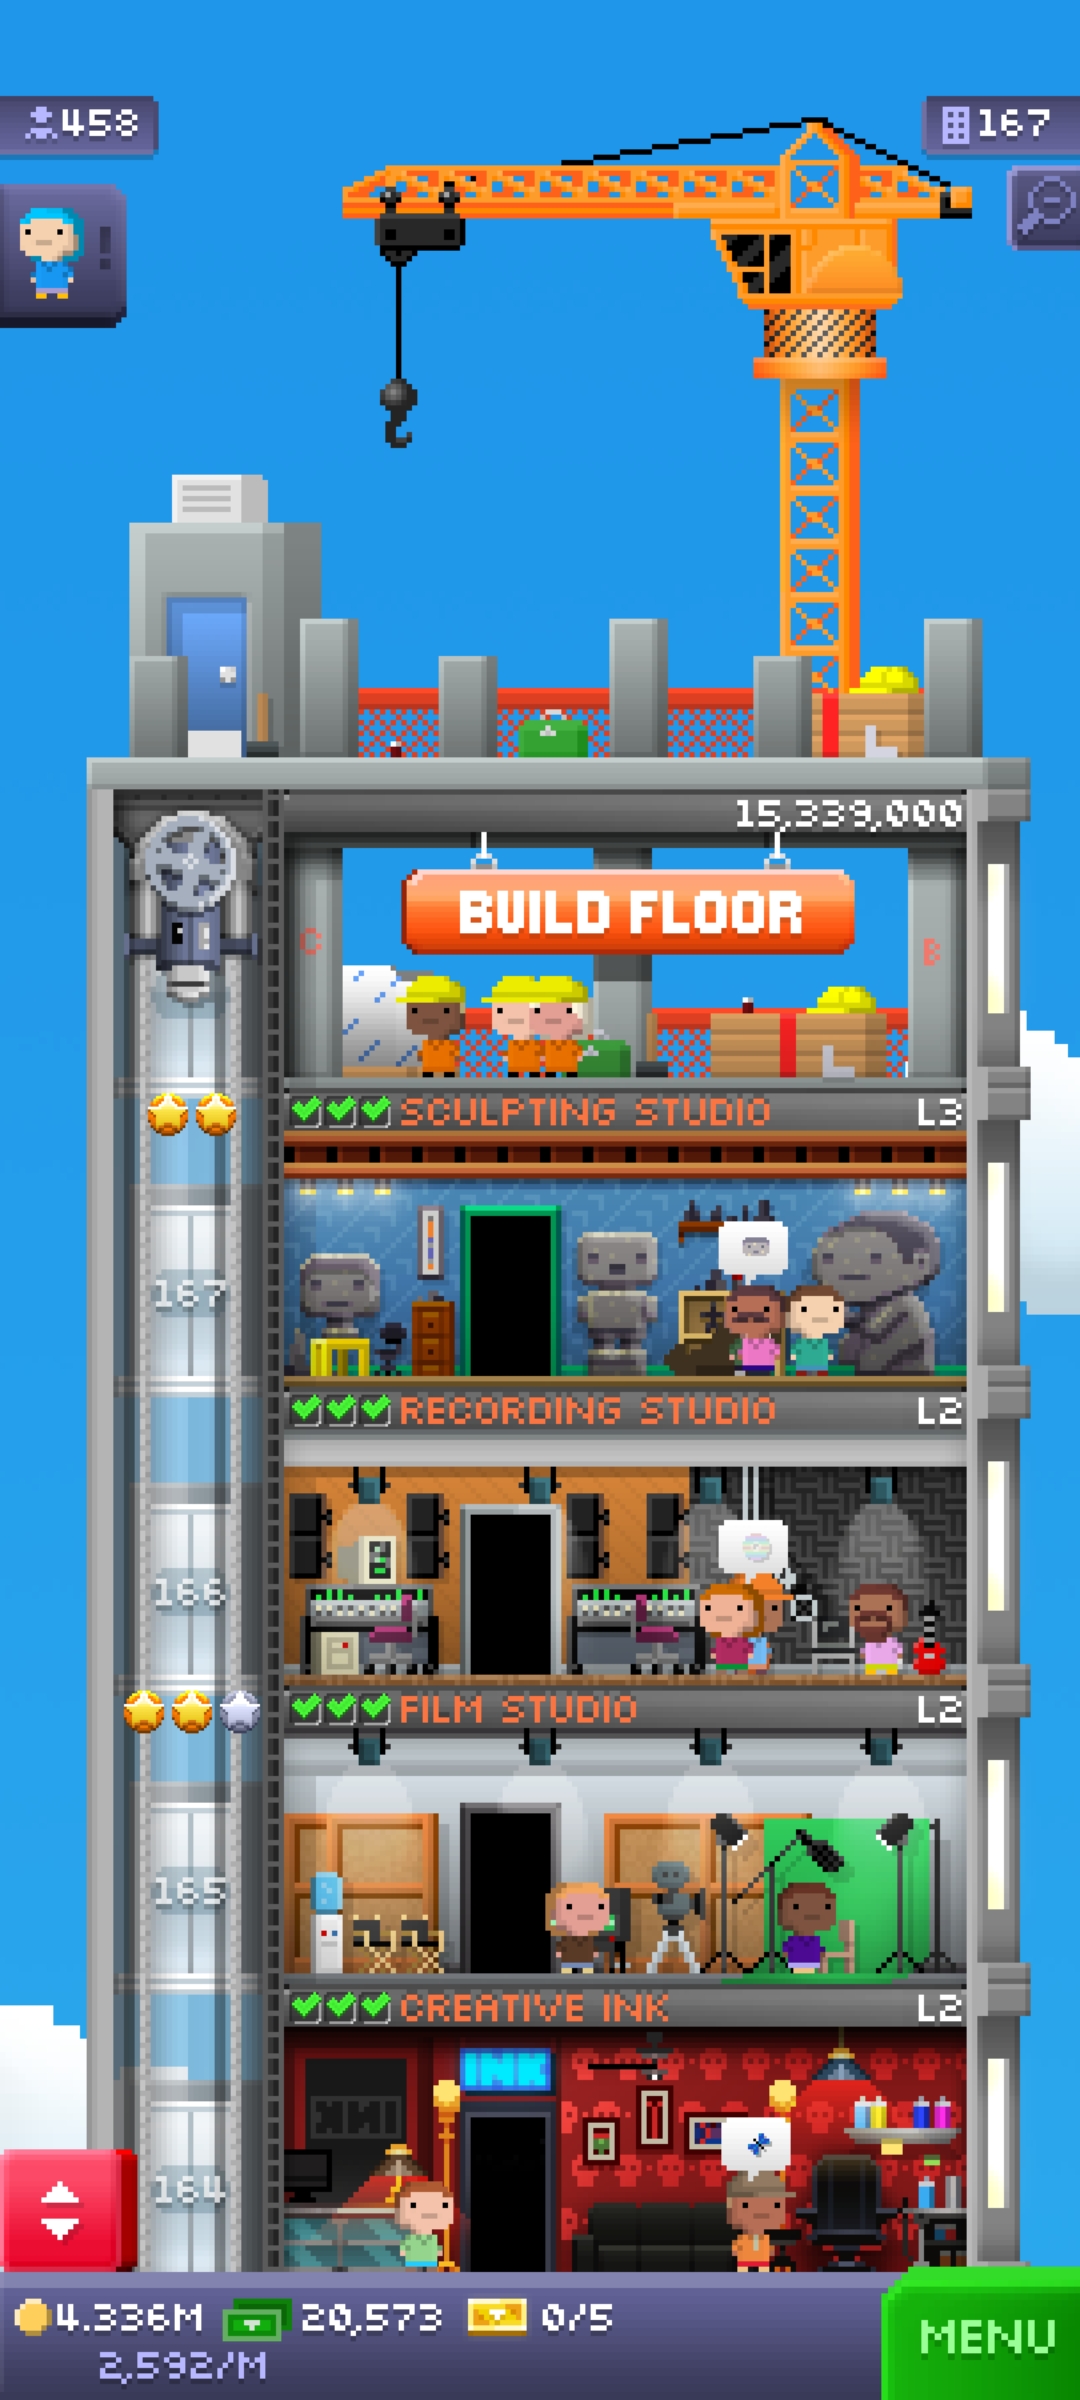 458
167
15,339,000
BUILD FLOOR
C
B
SCULPTING STUDIO L3
167
RECORDING STUDIO L2
166
FILM STUDIO L2
165
CREATIVE INK L2
INK
INK
164
4.336M 20,573 0/5
2,592/M
MENU